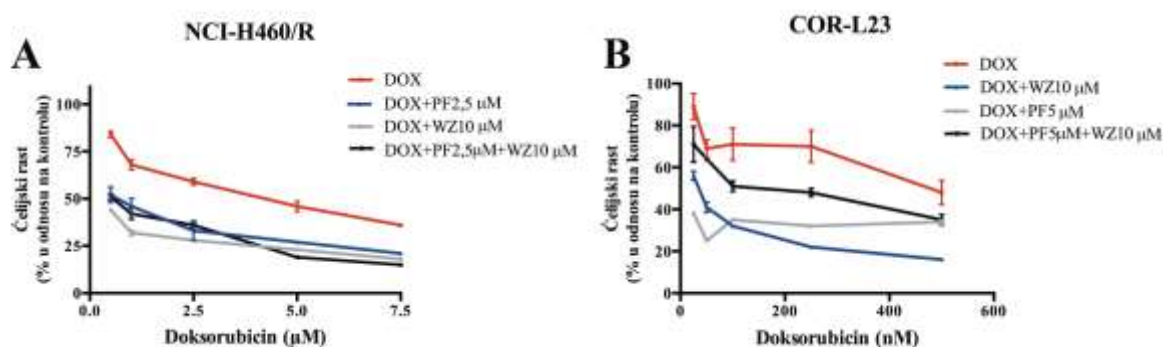 NCI-H460/R
A
DOX
DOX+PF2,5 µM
DOX+WZ10 µM
DOX+PF2,5µM+WZ10 µM
Ćelijski rast
(% u odnosu na kontrolu)
100
75
50
25
0
0.0 2.5 5.0 7.5
Doksorubicin (µM)
COR-L23
B
DOX
DOX+WZ10 µM
DOX+PF5 µM
DOX+PF5µM+WZ10 µM
Ćelijski rast
(% u odnosu na kontrolu)
100
80
60
40
20
0
0 200 400 600
Doksorubicin (nM)